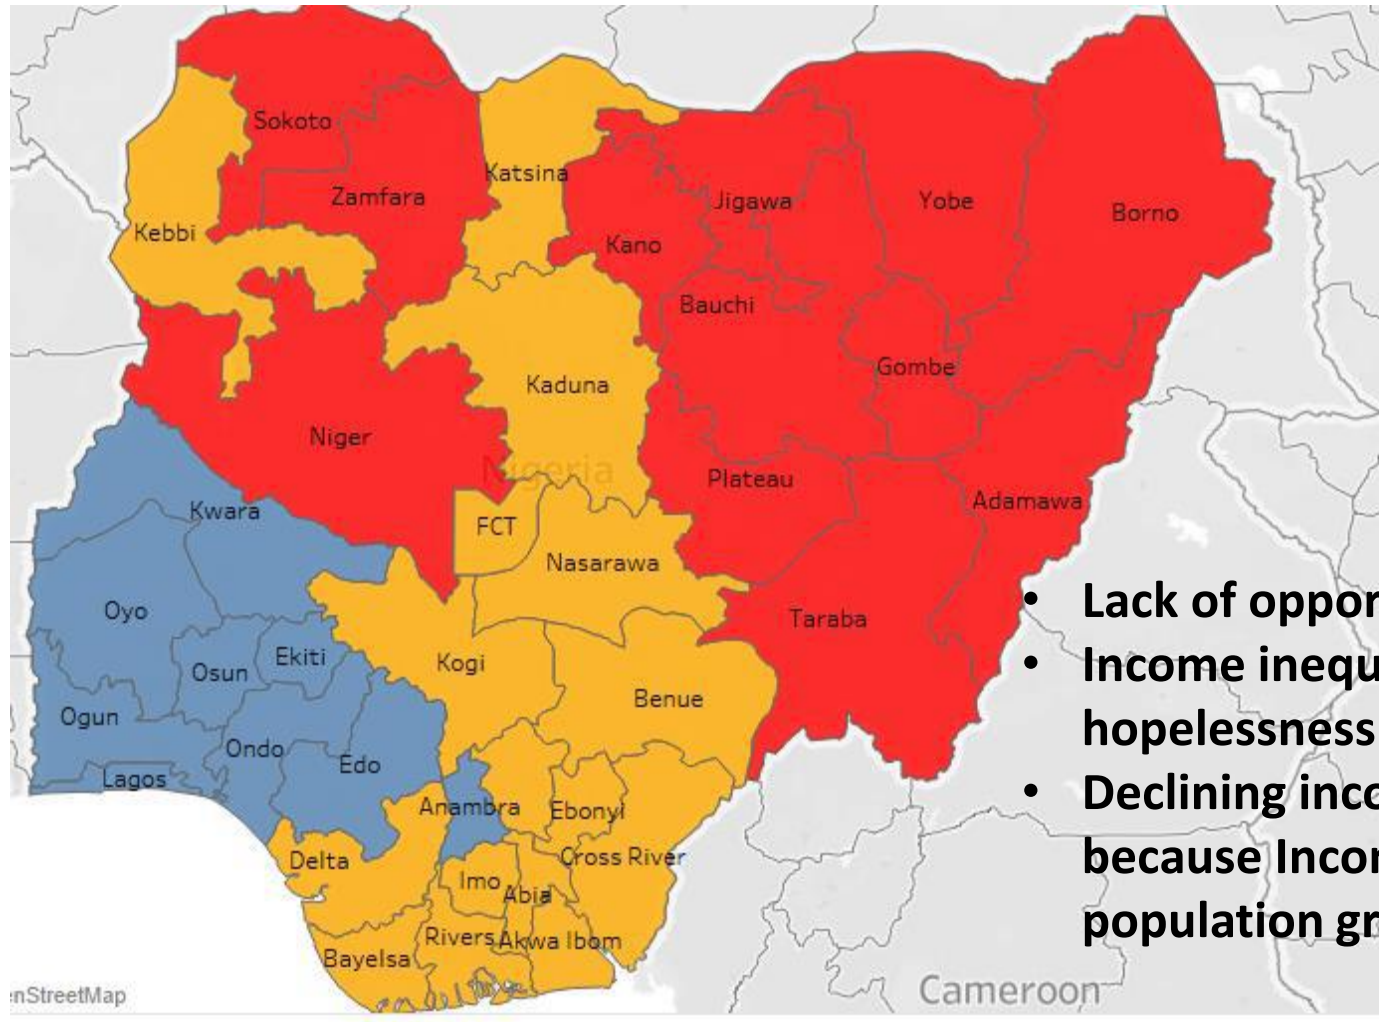 Sokoto
Katsina
Zamfara
Jigawa
Yobe
Borno
Kebbi
Kano
Bauchi
Gombe
Kaduna
Niger
Nigeria
Plateau
Adamawa
Kwara
FCT
Nasarawa
Oyo
Taraba
Osun
Ekiti
Kogi
Benue
Ogun
Ondo
Edo
Lagos
Anambra
Ebonyi
Delta
Cross River
Imo
Abia
Rivers
Akwa Ibom
Bayelsa
• Lack of oppor
• Income inequ
hopelessness
• Declining inco
because Incor
population gr
nStreetMap
Cameroon